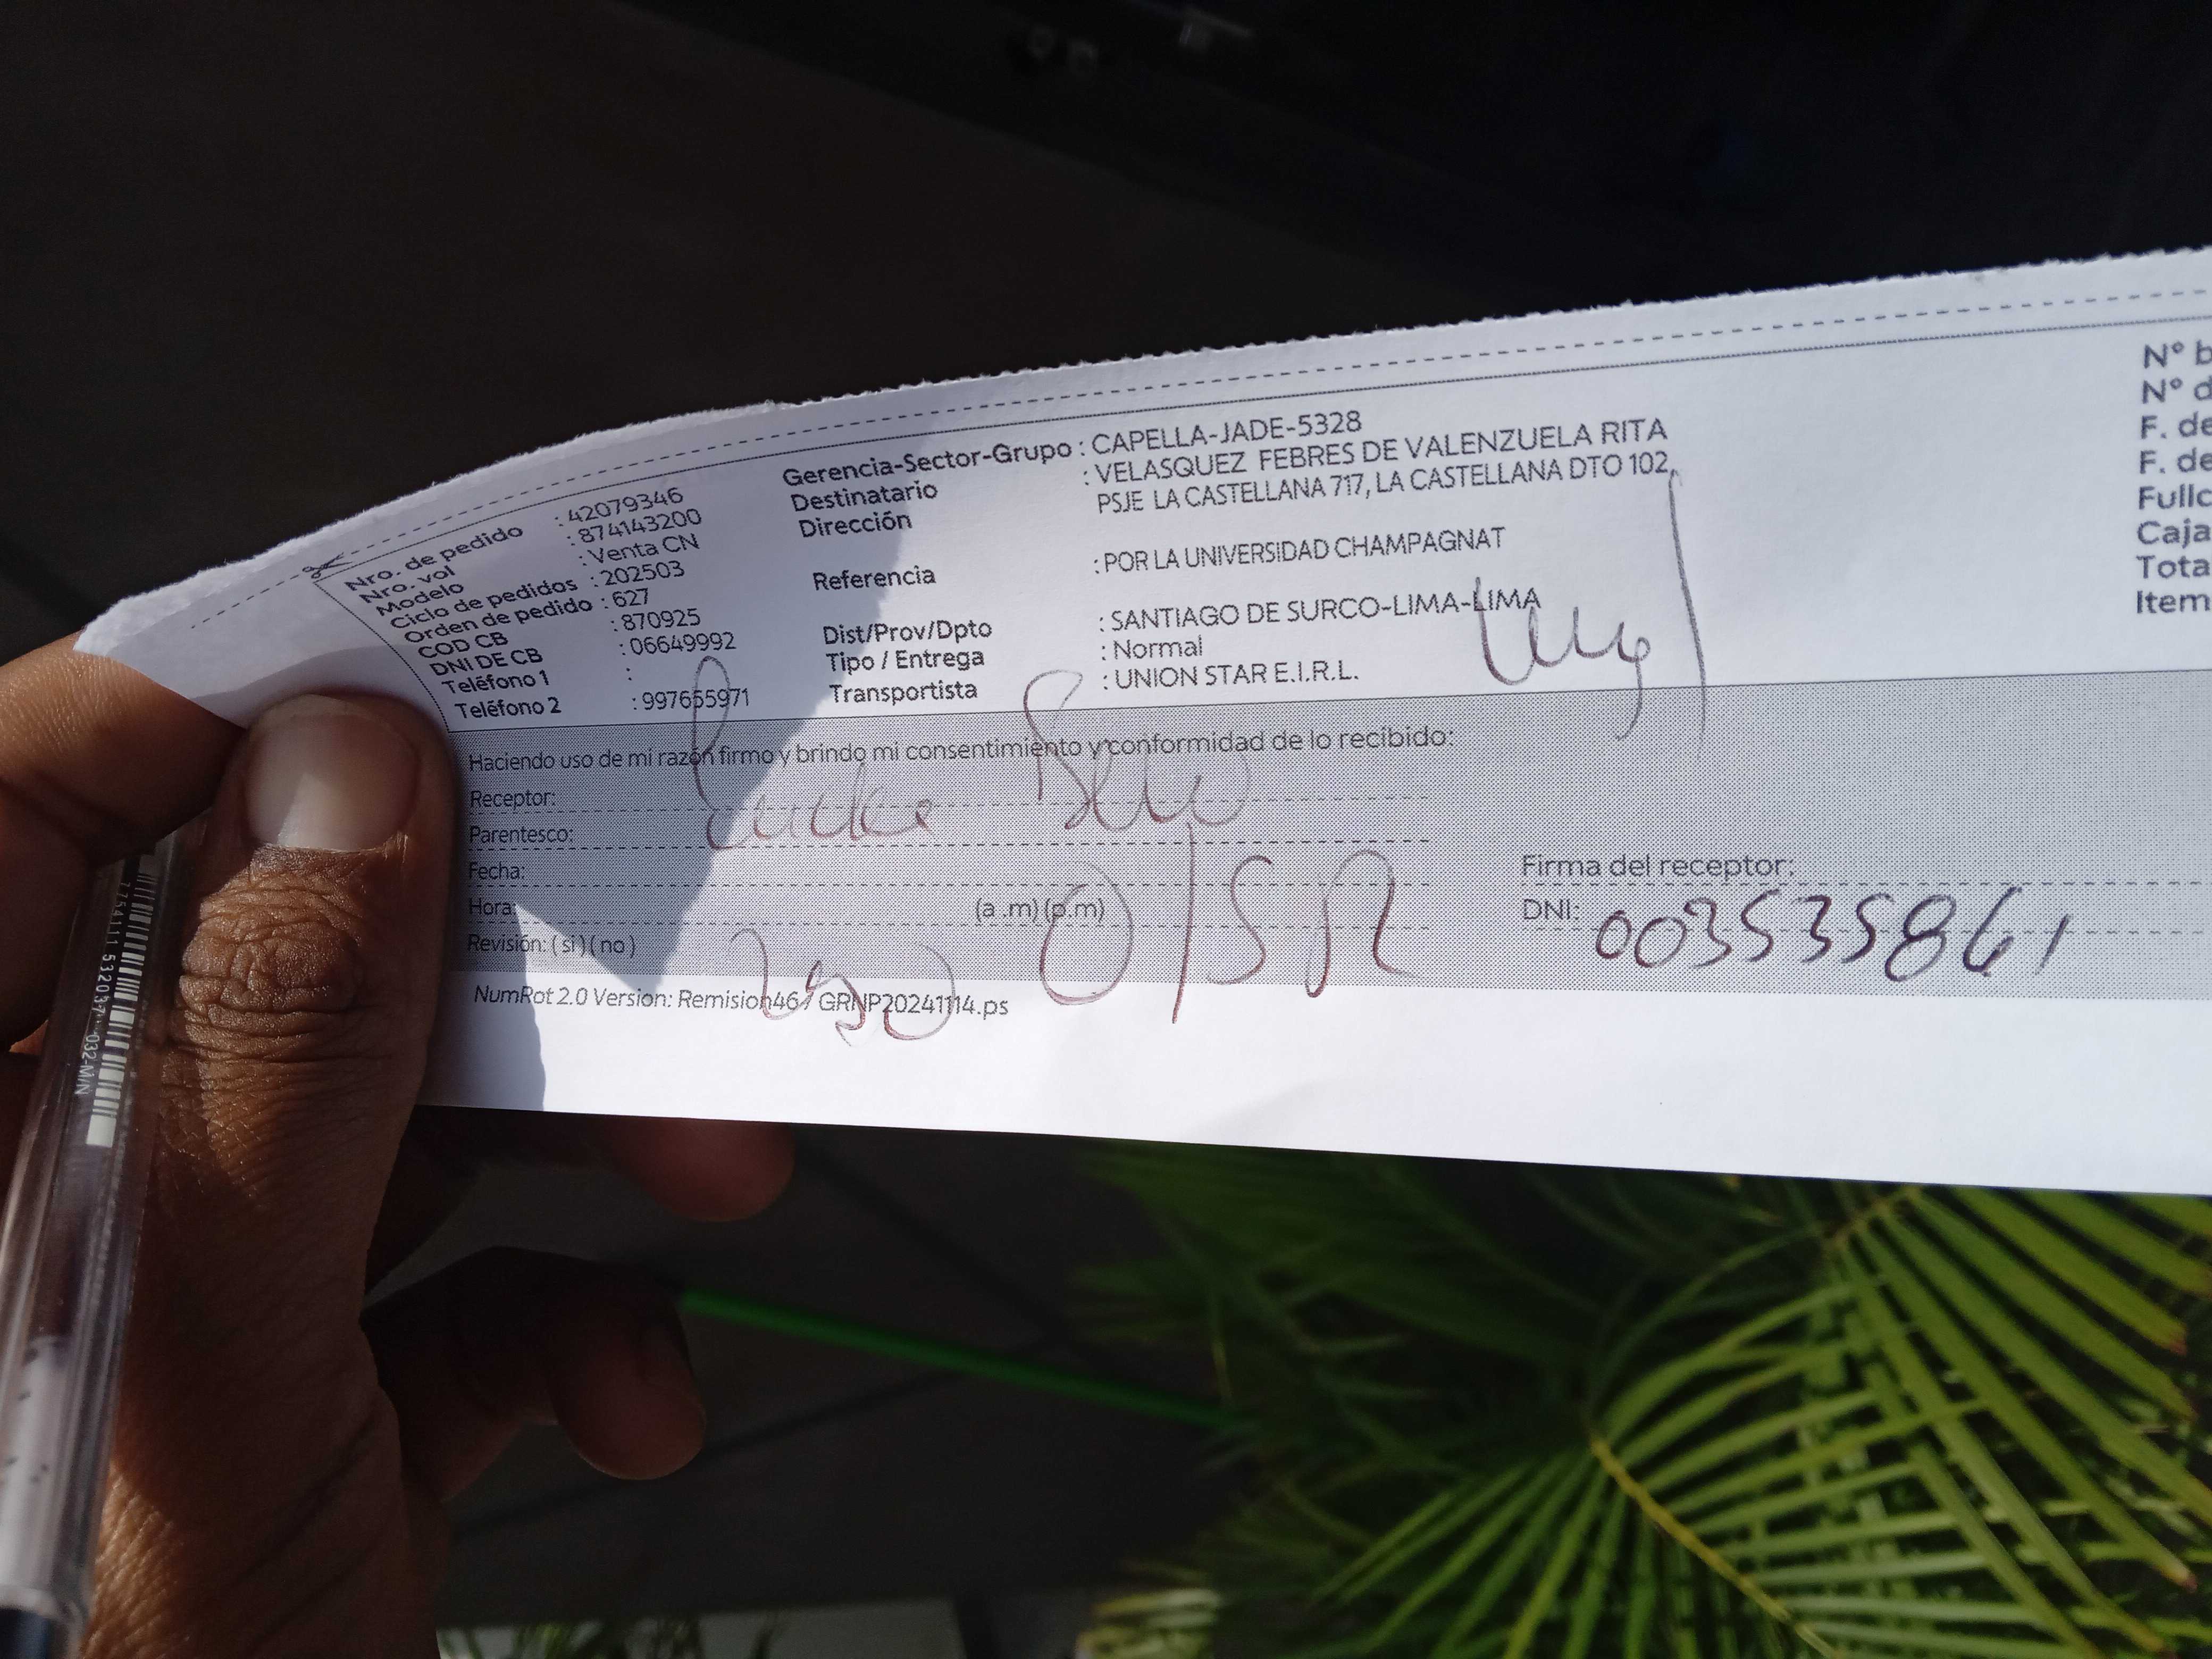 Nro. de pedido : 42079346
Nro. vol : 874143200
Modelo : Venta CN
Ciclo de pedidos : 202503
Orden de pedido : 627
COD CB : 870925
DNI DE CB : 06649992
Teléfono 1 :
Teléfono 2 : 997655971
Gerencia-Sector-Grupo : CAPELLA-JADE-5328
Destinatario : VELASQUEZ FEBRES DE VALENZUELA RITA
Dirección PSJE LA CASTELLANA 717, LA CASTELLANA DTO 102,
Referencia : POR LA UNIVERSIDAD CHAMPAGNAT
Dist/Prov/Dpto : SANTIAGO DE SURCO-LIMA-LIMA
Tipo / Entrega : Normal
Transportista : UNION STAR E.I.R.L.
N° b
N° d
F. de
F. de
Fullc
Caja
Tota
Item
Haciendo uso de mi razón firmo y brindo mi consentimiento y conformidad de lo recibido:
Receptor:
Parentesco:
Fecha:
Hora: (a .m) (p.m)
Revisión: ( si ) ( no )
Firma del receptor:
DNI: 003535861
NumRot 2.0 Version: Remision46 / GRNP20241114.ps